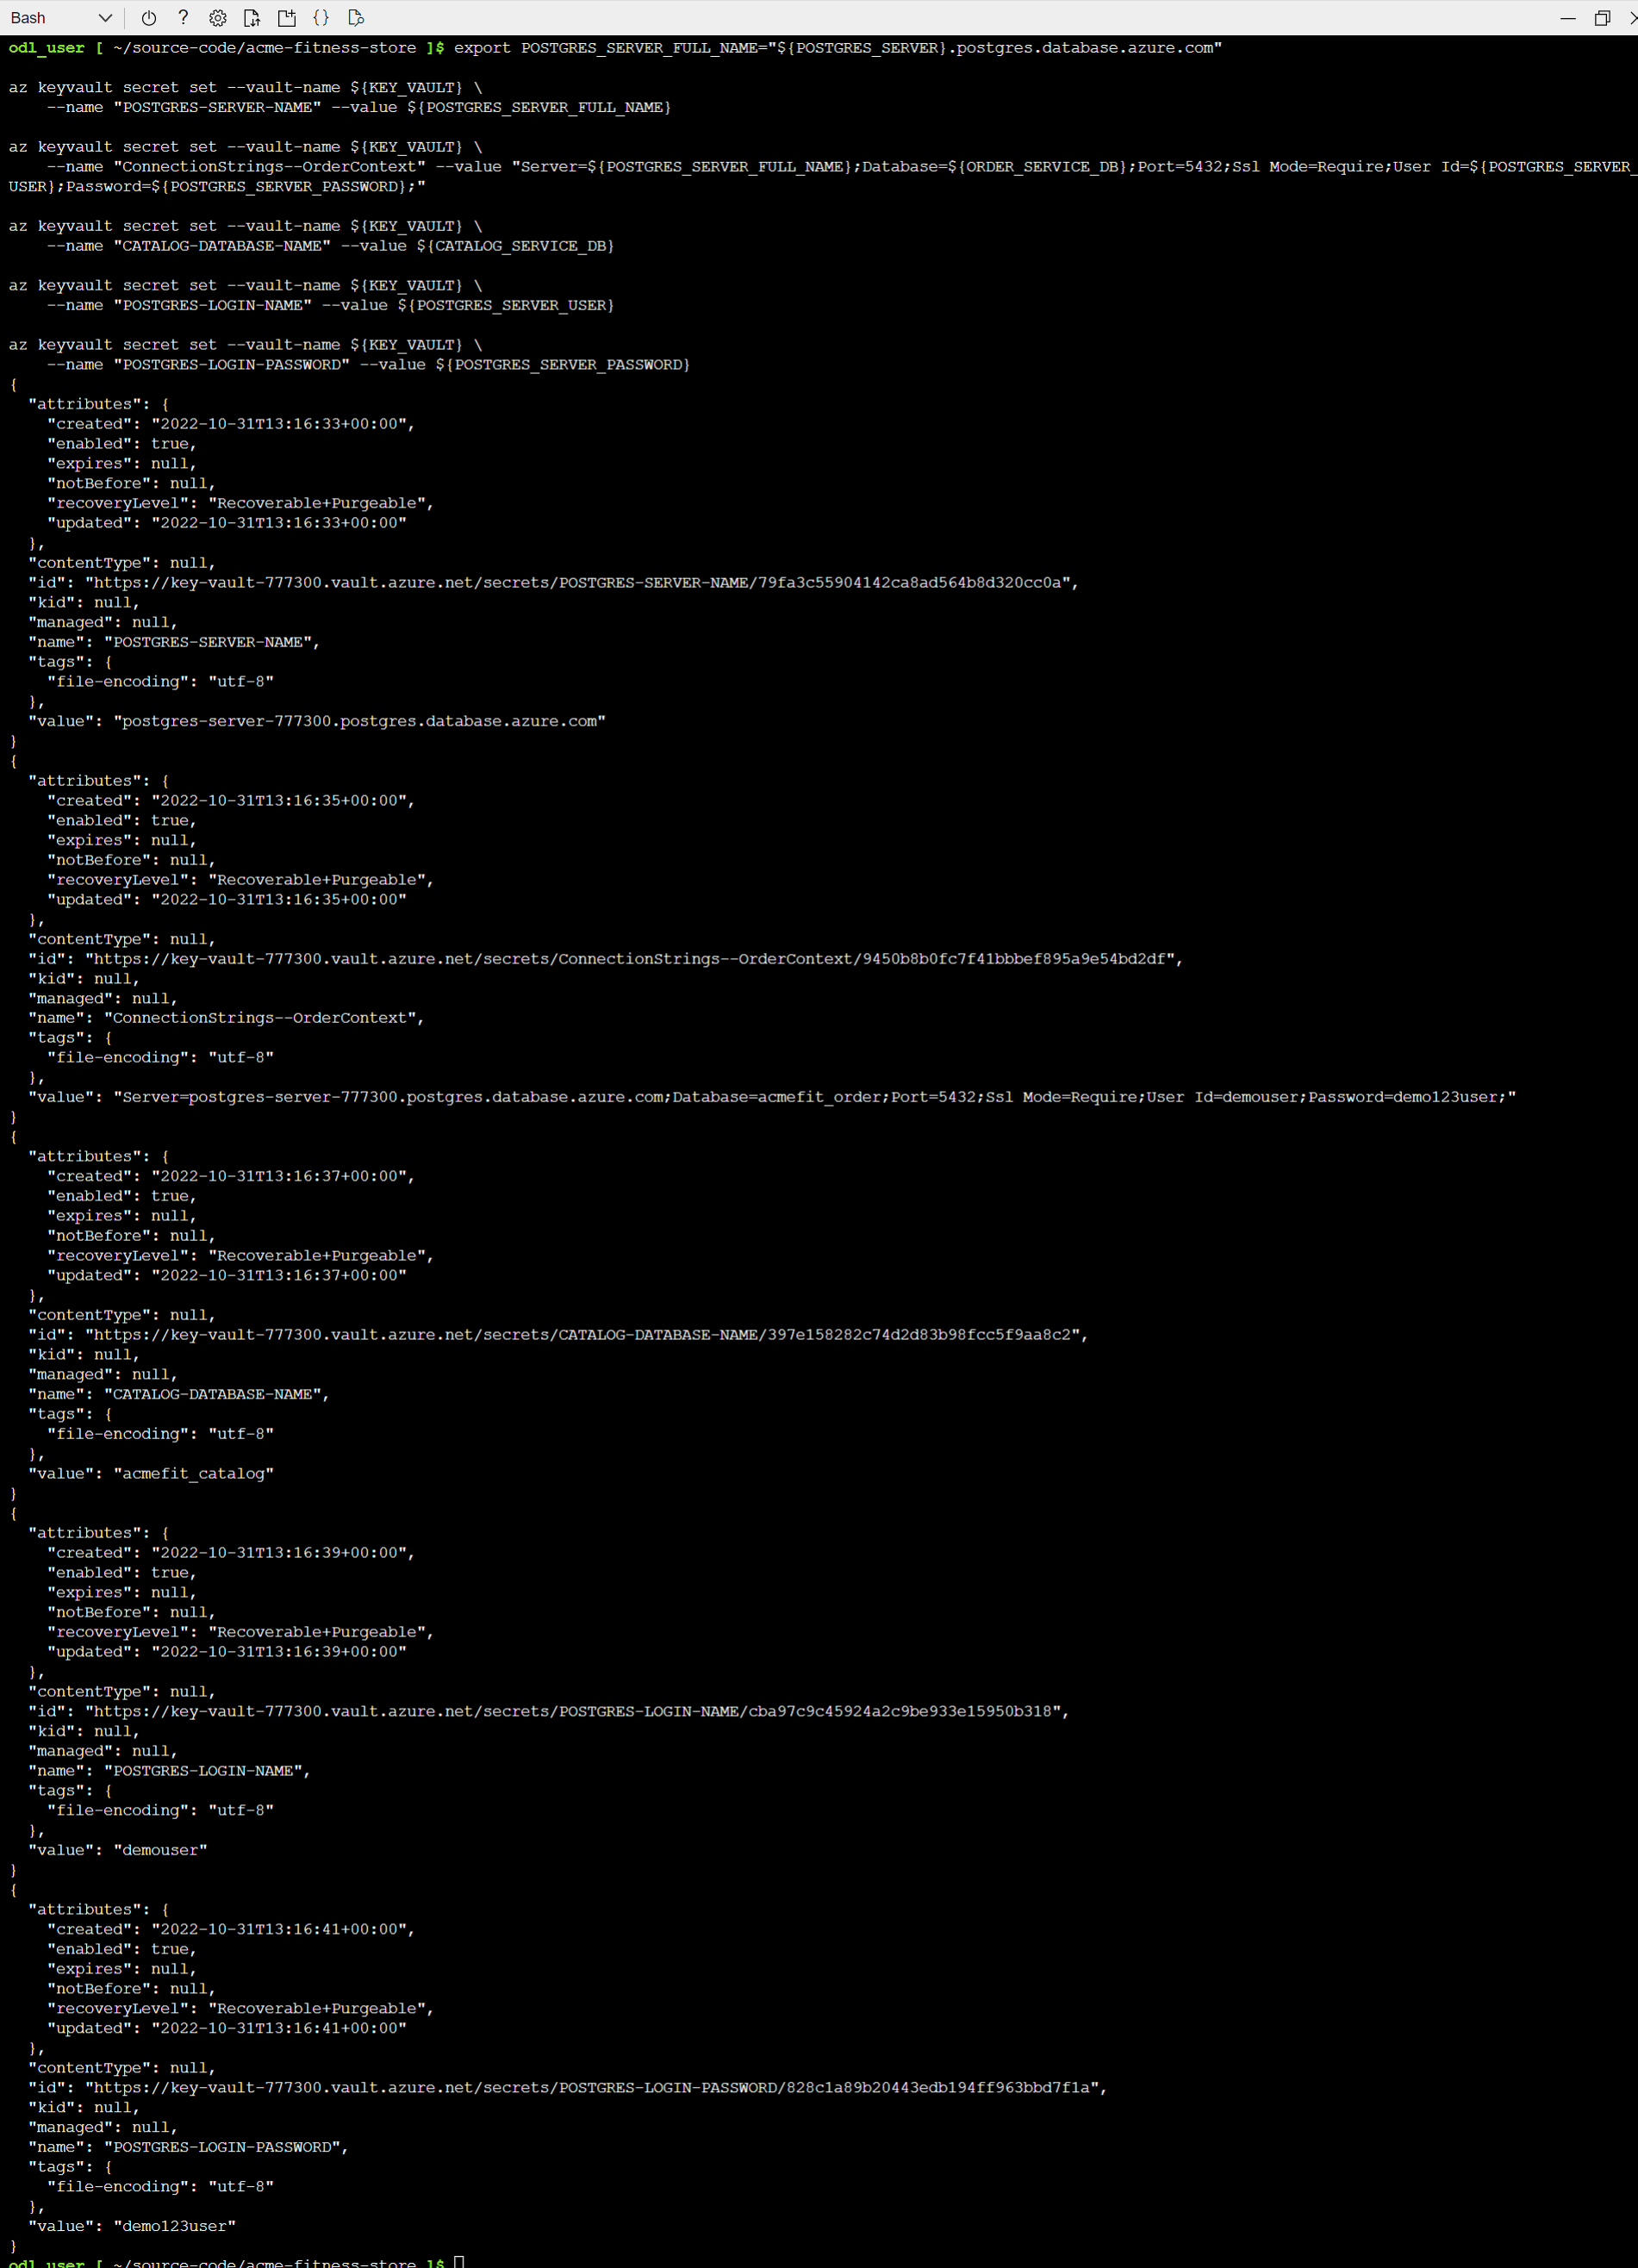 Bash
odl_user [ ~/source-code/acme-fitness-store ]$ export POSTGRES_SERVER_FULL_NAME="${POSTGRES_SERVER}.postgres.database.azure.com"
az keyvault secret set --vault-name ${KEY_VAULT} \
    --name "POSTGRES-SERVER-NAME" --value ${POSTGRES_SERVER_FULL_NAME}
az keyvault secret set --vault-name ${KEY_VAULT} \
    --name "ConnectionStrings--OrderContext" --value "Server=${POSTGRES_SERVER_FULL_NAME};Database=${ORDER_SERVICE_DB};Port=5432;Ssl Mode=Require;User Id=${POSTGRES_SERVER_
USER};Password=${POSTGRES_SERVER_PASSWORD};"
az keyvault secret set --vault-name ${KEY_VAULT} \
    --name "CATALOG-DATABASE-NAME" --value ${CATALOG_SERVICE_DB}
az keyvault secret set --vault-name ${KEY_VAULT} \
    --name "POSTGRES-LOGIN-NAME" --value ${POSTGRES_SERVER_USER}
az keyvault secret set --vault-name ${KEY_VAULT} \
    --name "POSTGRES-LOGIN-PASSWORD" --value ${POSTGRES_SERVER_PASSWORD}
{
  "attributes": {
    "created": "2022-10-31T13:16:33+00:00",
    "enabled": true,
    "expires": null,
    "notBefore": null,
    "recoveryLevel": "Recoverable+Purgeable",
    "updated": "2022-10-31T13:16:33+00:00"
  },
  "contentType": null,
  "id": "https://key-vault-777300.vault.azure.net/secrets/POSTGRES-SERVER-NAME/79fa3c55904142ca8ad564b8d320cc0a",
  "kid": null,
  "managed": null,
  "name": "POSTGRES-SERVER-NAME",
  "tags": {
    "file-encoding": "utf-8"
  },
  "value": "postgres-server-777300.postgres.database.azure.com"
}
{
  "attributes": {
    "created": "2022-10-31T13:16:35+00:00",
    "enabled": true,
    "expires": null,
    "notBefore": null,
    "recoveryLevel": "Recoverable+Purgeable",
    "updated": "2022-10-31T13:16:35+00:00"
  },
  "contentType": null,
  "id": "https://key-vault-777300.vault.azure.net/secrets/ConnectionStrings--OrderContext/9450b8b0fc7f41bbbef895a9e54bd2df",
  "kid": null,
  "managed": null,
  "name": "ConnectionStrings--OrderContext",
  "tags": {
    "file-encoding": "utf-8"
  },
  "value": "Server=postgres-server-777300.postgres.database.azure.com;Database=acmefit_order;Port=5432;Ssl Mode=Require;User Id=demouser;Password=demo123user;"
}
{
  "attributes": {
    "created": "2022-10-31T13:16:37+00:00",
    "enabled": true,
    "expires": null,
    "notBefore": null,
    "recoveryLevel": "Recoverable+Purgeable",
    "updated": "2022-10-31T13:16:37+00:00"
  },
  "contentType": null,
  "id": "https://key-vault-777300.vault.azure.net/secrets/CATALOG-DATABASE-NAME/397e158282c74d2d83b98fcc5f9aa8c2",
  "kid": null,
  "managed": null,
  "name": "CATALOG-DATABASE-NAME",
  "tags": {
    "file-encoding": "utf-8"
  },
  "value": "acmefit_catalog"
}
{
  "attributes": {
    "created": "2022-10-31T13:16:39+00:00",
    "enabled": true,
    "expires": null,
    "notBefore": null,
    "recoveryLevel": "Recoverable+Purgeable",
    "updated": "2022-10-31T13:16:39+00:00"
  },
  "contentType": null,
  "id": "https://key-vault-777300.vault.azure.net/secrets/POSTGRES-LOGIN-NAME/cba97c9c45924a2c9be933e15950b318",
  "kid": null,
  "managed": null,
  "name": "POSTGRES-LOGIN-NAME",
  "tags": {
    "file-encoding": "utf-8"
  },
  "value": "demouser"
}
{
  "attributes": {
    "created": "2022-10-31T13:16:41+00:00",
    "enabled": true,
    "expires": null,
    "notBefore": null,
    "recoveryLevel": "Recoverable+Purgeable",
    "updated": "2022-10-31T13:16:41+00:00"
  },
  "contentType": null,
  "id": "https://key-vault-777300.vault.azure.net/secrets/POSTGRES-LOGIN-PASSWORD/828c1a89b20443edb194ff963bbd7f1a",
  "kid": null,
  "managed": null,
  "name": "POSTGRES-LOGIN-PASSWORD",
  "tags": {
    "file-encoding": "utf-8"
  },
  "value": "demo123user"
}
odl_user [ ~/source-code/acme-fitness-store ]$